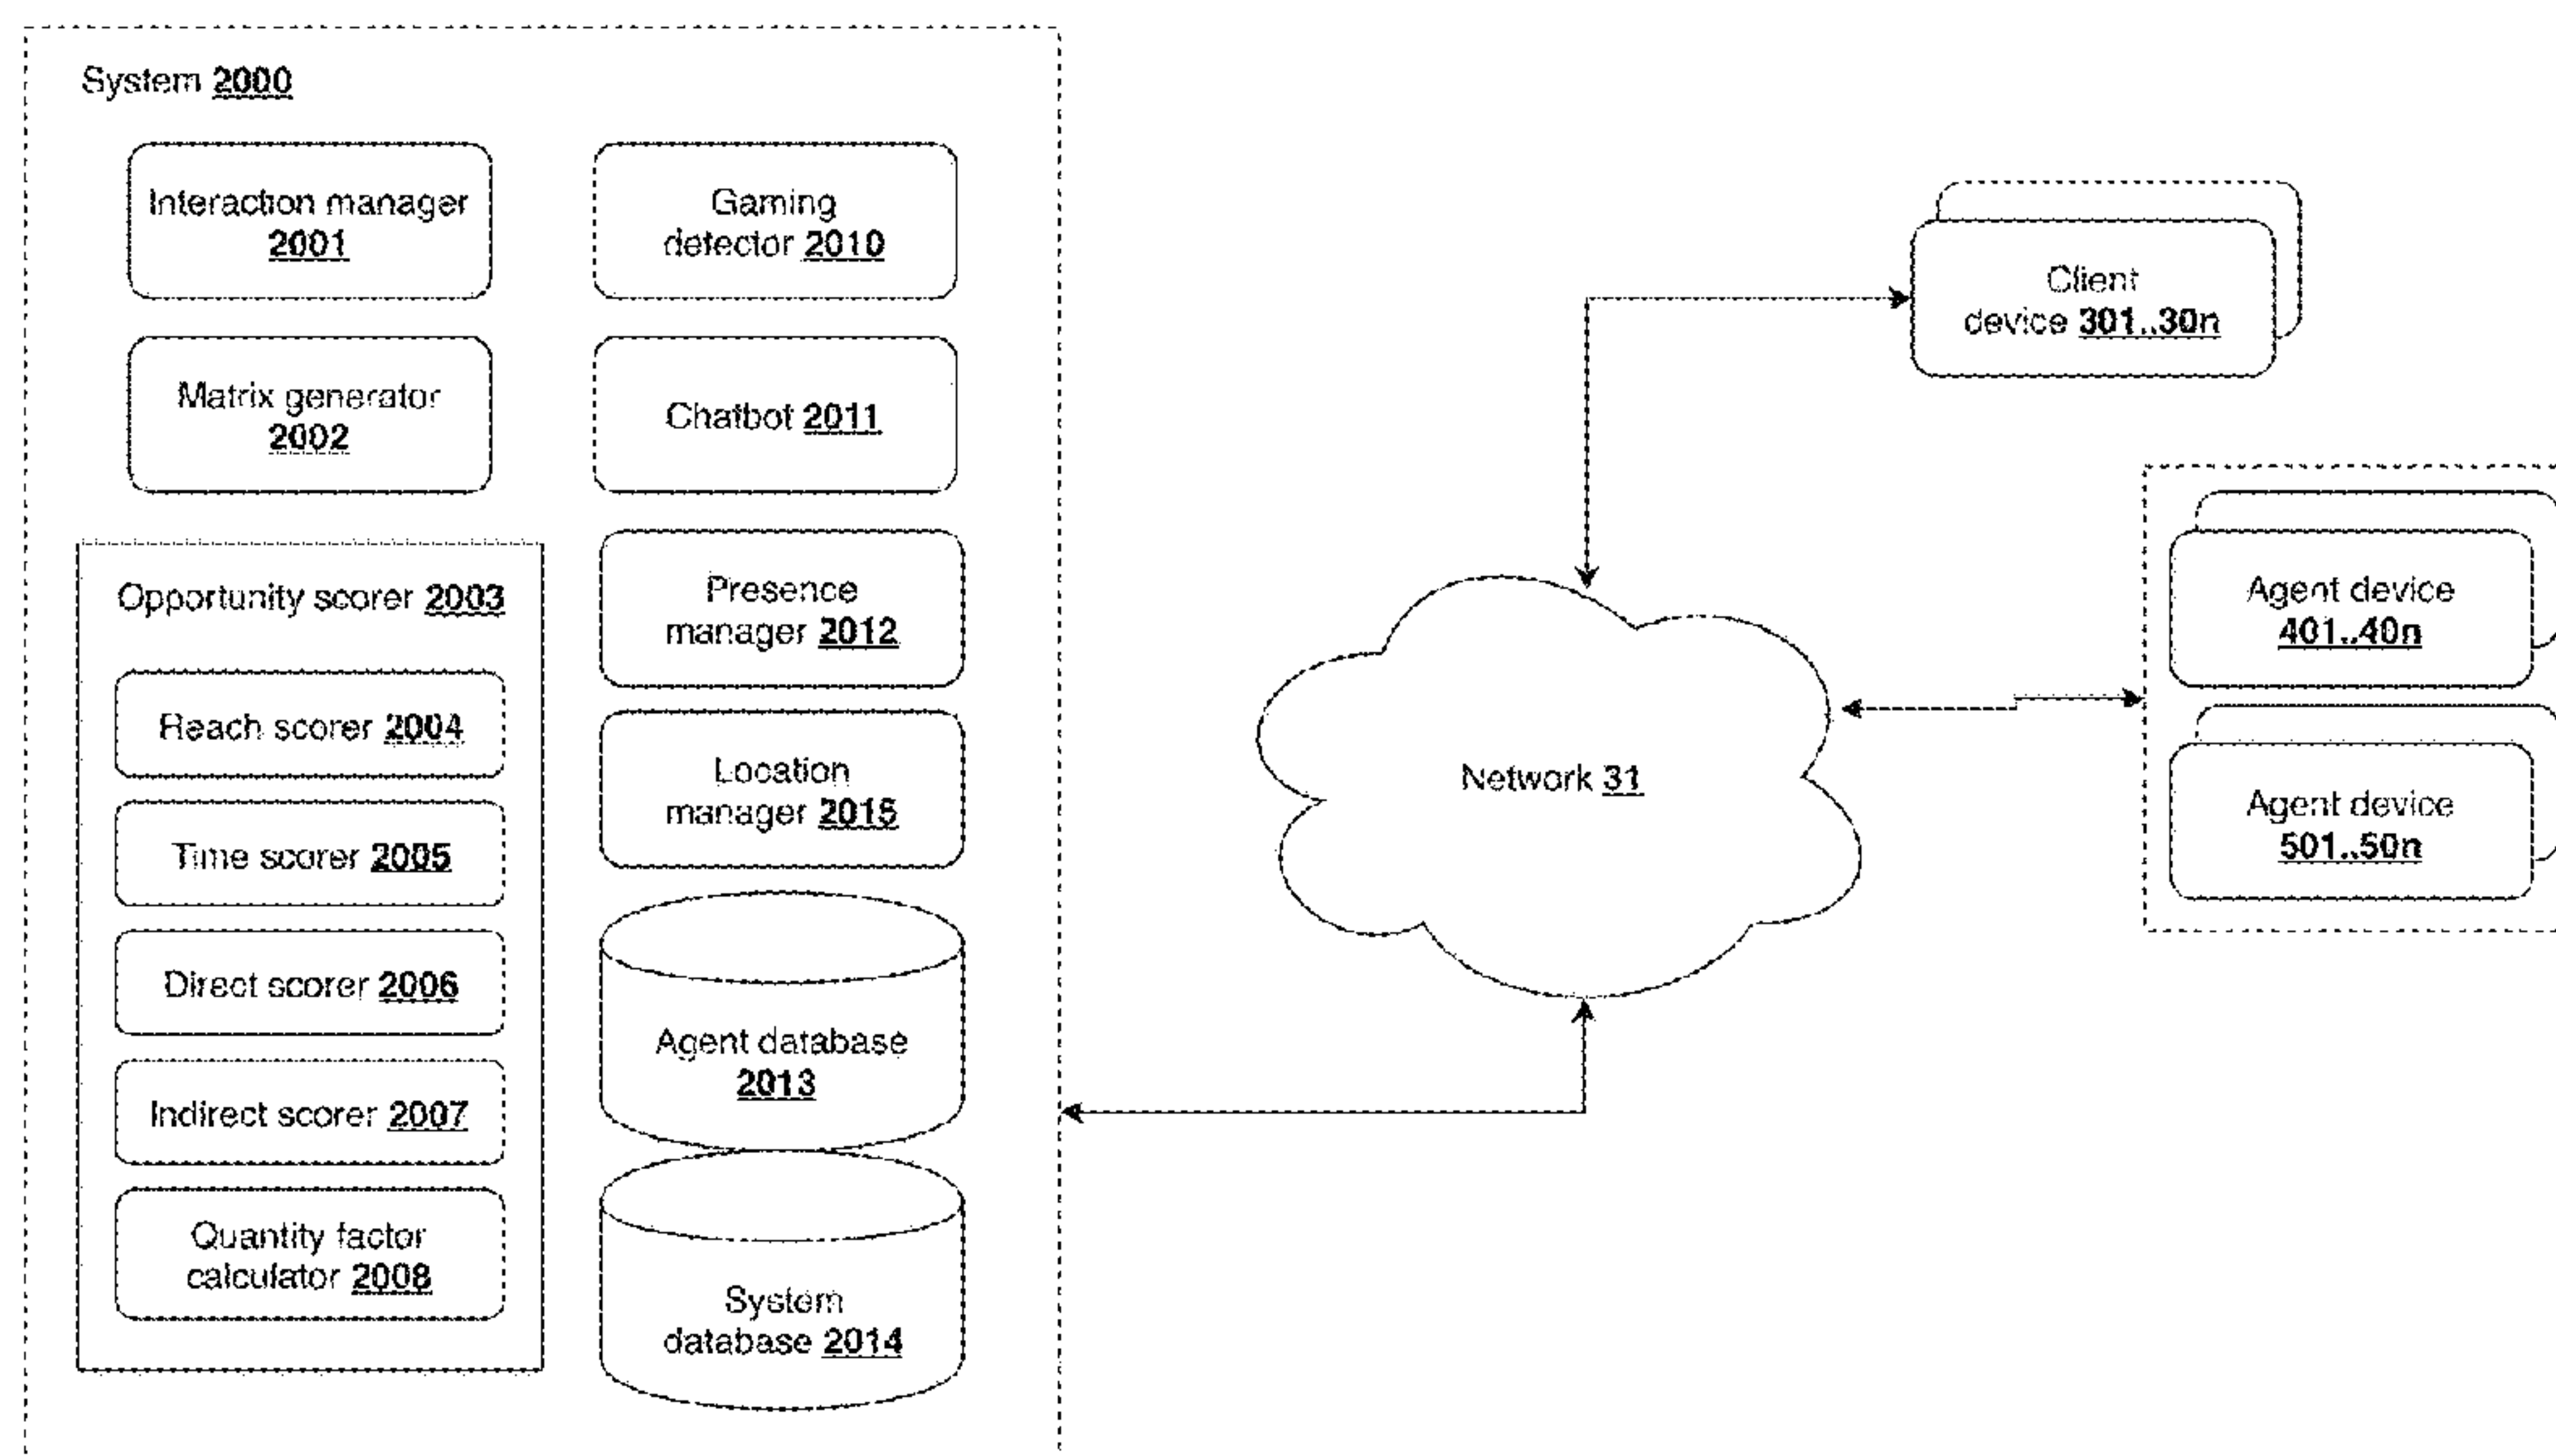 System 2000
Interaction manager
2001
Gaming
detector 2010
Matrix generator
2002
Chatbot 2011
Opportunity scorer 2003
Reach scorer 2004
Time scorer 2005
Direct scorer 2006
Indirect scorer 2007
Quantity factor
calculator 2008
Presence
manager 2012
Location
manager 2015
Agent database
2013
System
database 2014
Network 31
Client
device 301..30n
Agent device
401..40n
Agent device
501..50n